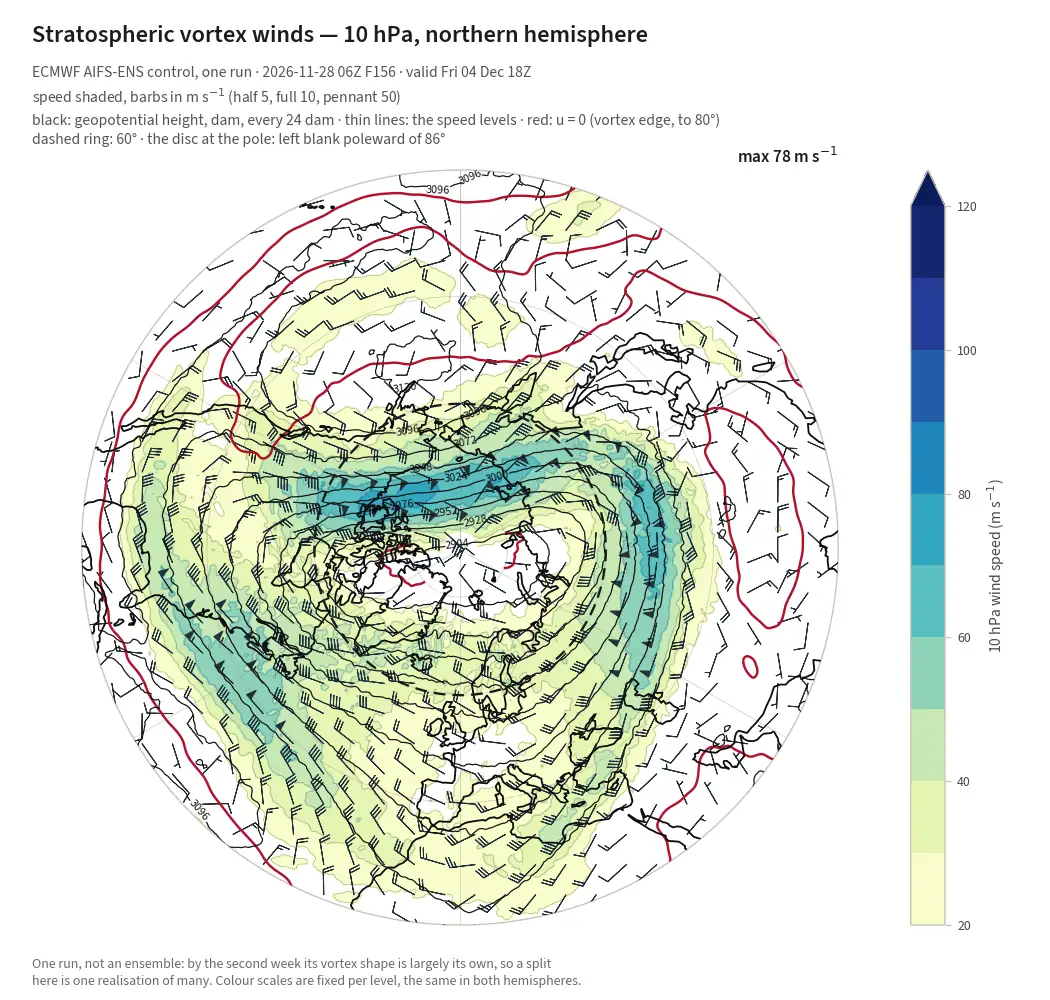 Stratospheric vortex winds — 10 hPa, northern hemisphere
ECMWF AIFS-ENS control, one run · 2026-11-28 06Z F156 · valid Fri 04 Dec 18Z
speed shaded, barbs in m s⁻¹ (half 5, full 10, pennant 50)
black: geopotential height, dam, every 24 dam · thin lines: the speed levels · red: u = 0 (vortex edge, to 80°)
dashed ring: 60° · the disc at the pole: left blank poleward of 86°
max 78 m s⁻¹
3096
3096
3120
3096
3072
3000
2952
2928
2904
3096
120
100
80
60
40
20
10 hPa wind speed (m s⁻¹)
One run, not an ensemble: by the second week its vortex shape is largely its own, so a split
here is one realisation of many. Colour scales are fixed per level, the same in both hemispheres.